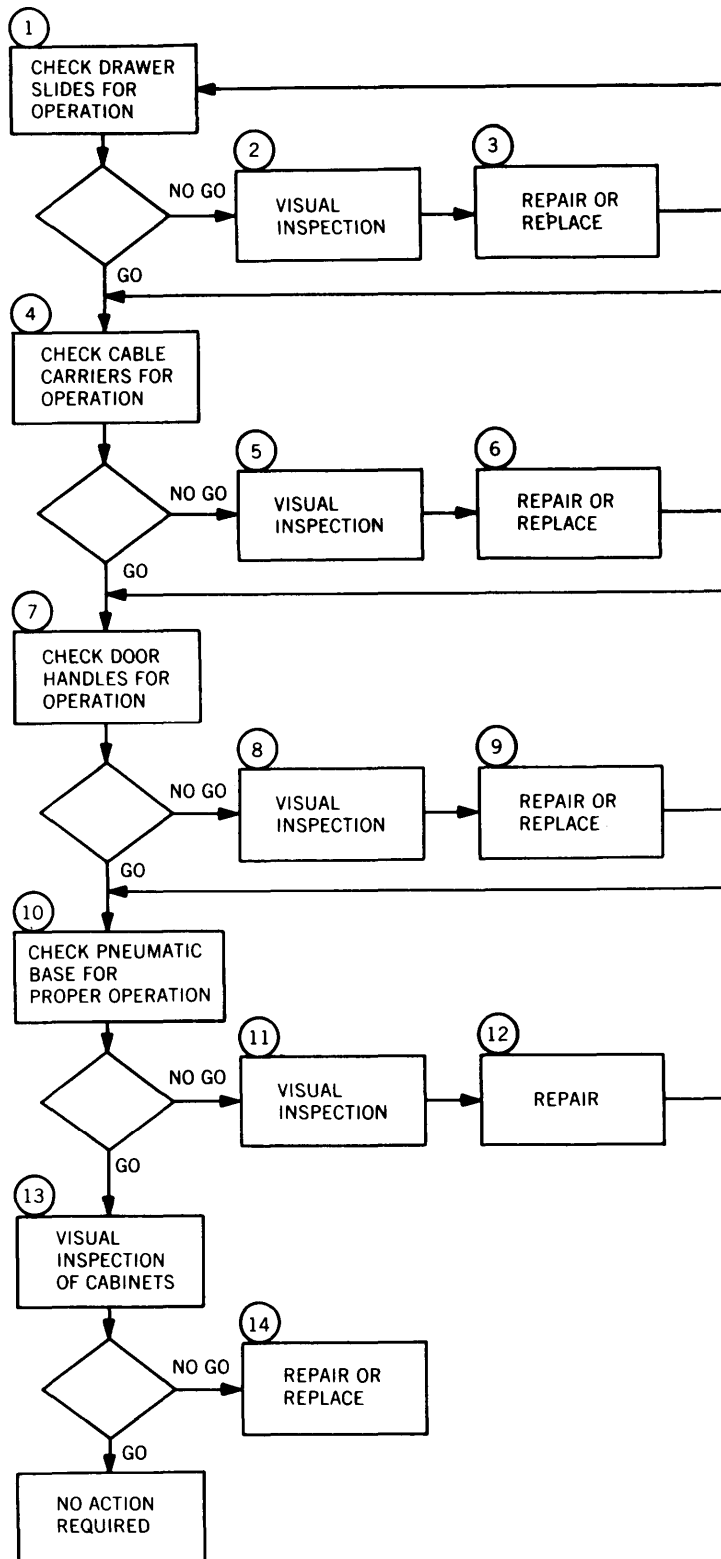 1
CHECK DRAWER
SLIDES FOR
OPERATION
NO GO
2
VISUAL
INSPECTION
3
REPAIR OR
REPLACE
GO
4
CHECK CABLE
CARRIERS FOR
OPERATION
NO GO
5
VISUAL
INSPECTION
6
REPAIR OR
REPLACE
GO
7
CHECK DOOR
HANDLES FOR
OPERATION
NO GO
8
VISUAL
INSPECTION
9
REPAIR OR
REPLACE
GO
10
CHECK PNEUMATIC
BASE FOR
PROPER OPERATION
NO GO
11
VISUAL
INSPECTION
12
REPAIR
GO
13
VISUAL
INSPECTION
OF CABINETS
NO GO
14
REPAIR OR
REPLACE
GO
NO ACTION
REQUIRED